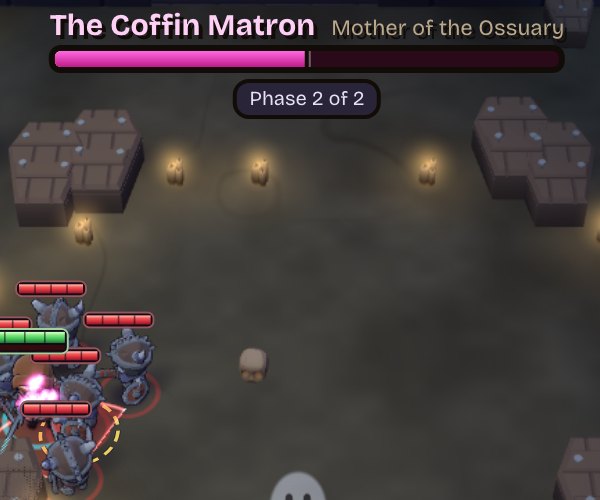 The Coffin Matron Mother of the Ossuary
Phase 2 of 2